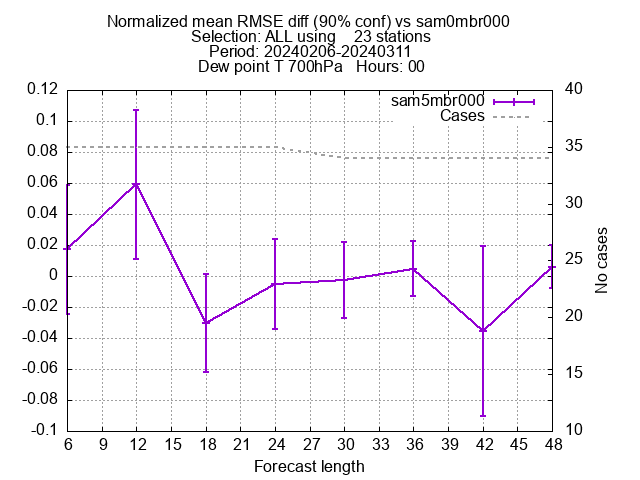 Normalized mean RMSE diff (90% conf) vs sam0mbr000
Selection: ALL using    23 stations
Period: 20240206-20240311
Dew point T 700hPa   Hours: 00
sam5mbr000
Cases
0.12
0.1
0.08
0.06
0.04
0.02
0
-0.02
-0.04
-0.06
-0.08
-0.1
40
35
30
25
20
15
10
No cases
6 9 12 15 18 21 24 27 30 33 36 39 42 45 48
Forecast length